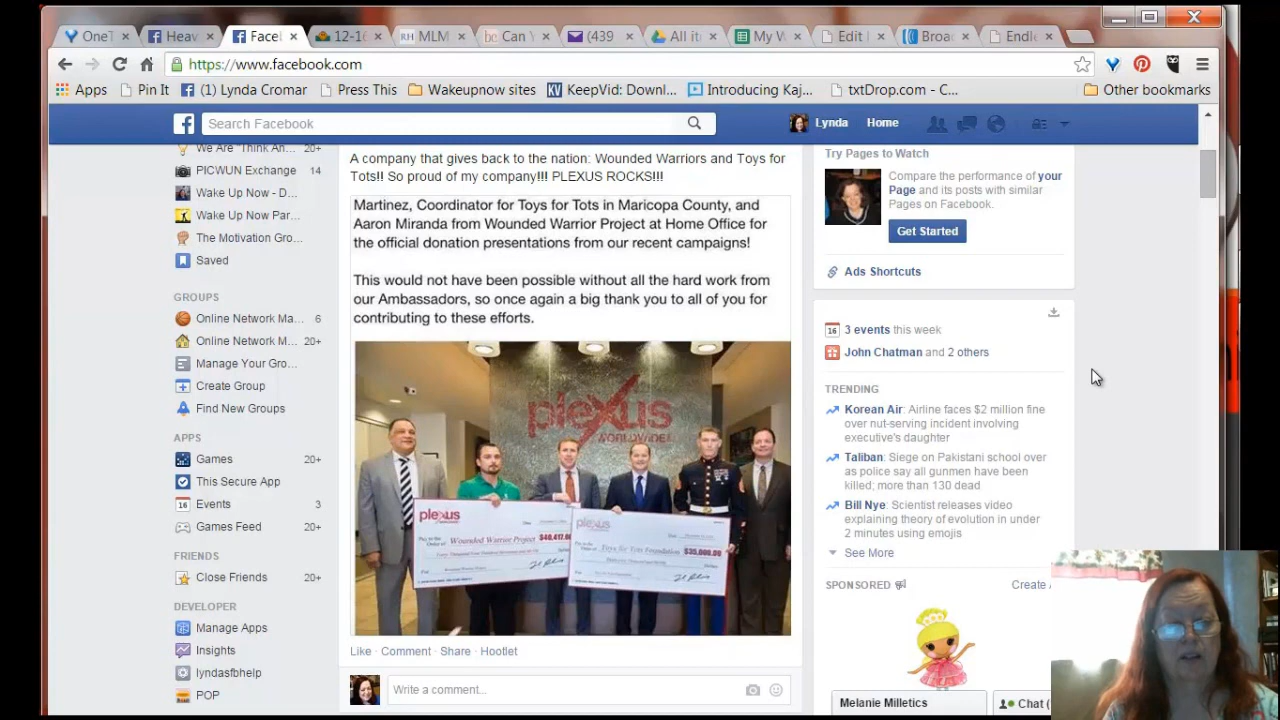 OneT
Heav
Facel
12-16
MLM
Can Y
(439
All ite
My V
Edit |
Broad
Endle
https://www.facebook.com
Apps
Pin It
(1) Lynda Cromar
Press This
Wakeupnow sites
KeepVid: Downl...
Introducing Kaj...
txtDrop.com - C...
Other bookmarks
Search Facebook
Lynda
Home
We Are "Think An... 20+
PICWUN Exchange 14
Wake Up Now - D...
Wake Up Now Par...
The Motivation Gro...
Saved
GROUPS
Online Network Ma... 6
Online Network M... 20+
Manage Your Gro...
Create Group
Find New Groups
APPS
Games 20+
This Secure App
Events 3
Games Feed 20+
FRIENDS
Close Friends 20+
DEVELOPER
Manage Apps
Insights
lyndasfbhelp
POP
A company that gives back to the nation: Wounded Warriors and Toys for
Tots!! So proud of my company!!! PLEXUS ROCKS!!!
Martinez, Coordinator for Toys for Tots in Maricopa County, and
Aaron Miranda from Wounded Warrior Project at Home Office for
the official donation presentations from our recent campaigns!
This would not have been possible without all the hard work from
our Ambassadors, so once again a big thank you to all of you for
contributing to these efforts.
plexus
WORLDWIDE
plexus
Wounded Warrior Project
plexus
Toys for Tots Foundation $35,000.00
Like · Comment · Share · Hootlet
Write a comment...
Try Pages to Watch
Compare the performance of your
Page and its posts with similar
Pages on Facebook.
Get Started
Ads Shortcuts
3 events this week
John Chatman and 2 others
TRENDING
Korean Air: Airline faces $2 million fine
over nut-serving incident involving
executive's daughter
Taliban: Siege on Pakistani school over
as police say all gunmen have been
killed; more than 130 dead
Bill Nye: Scientist releases video
explaining theory of evolution in under
2 minutes using emojis
See More
SPONSORED
Create
Melanie Milletics
Chat (